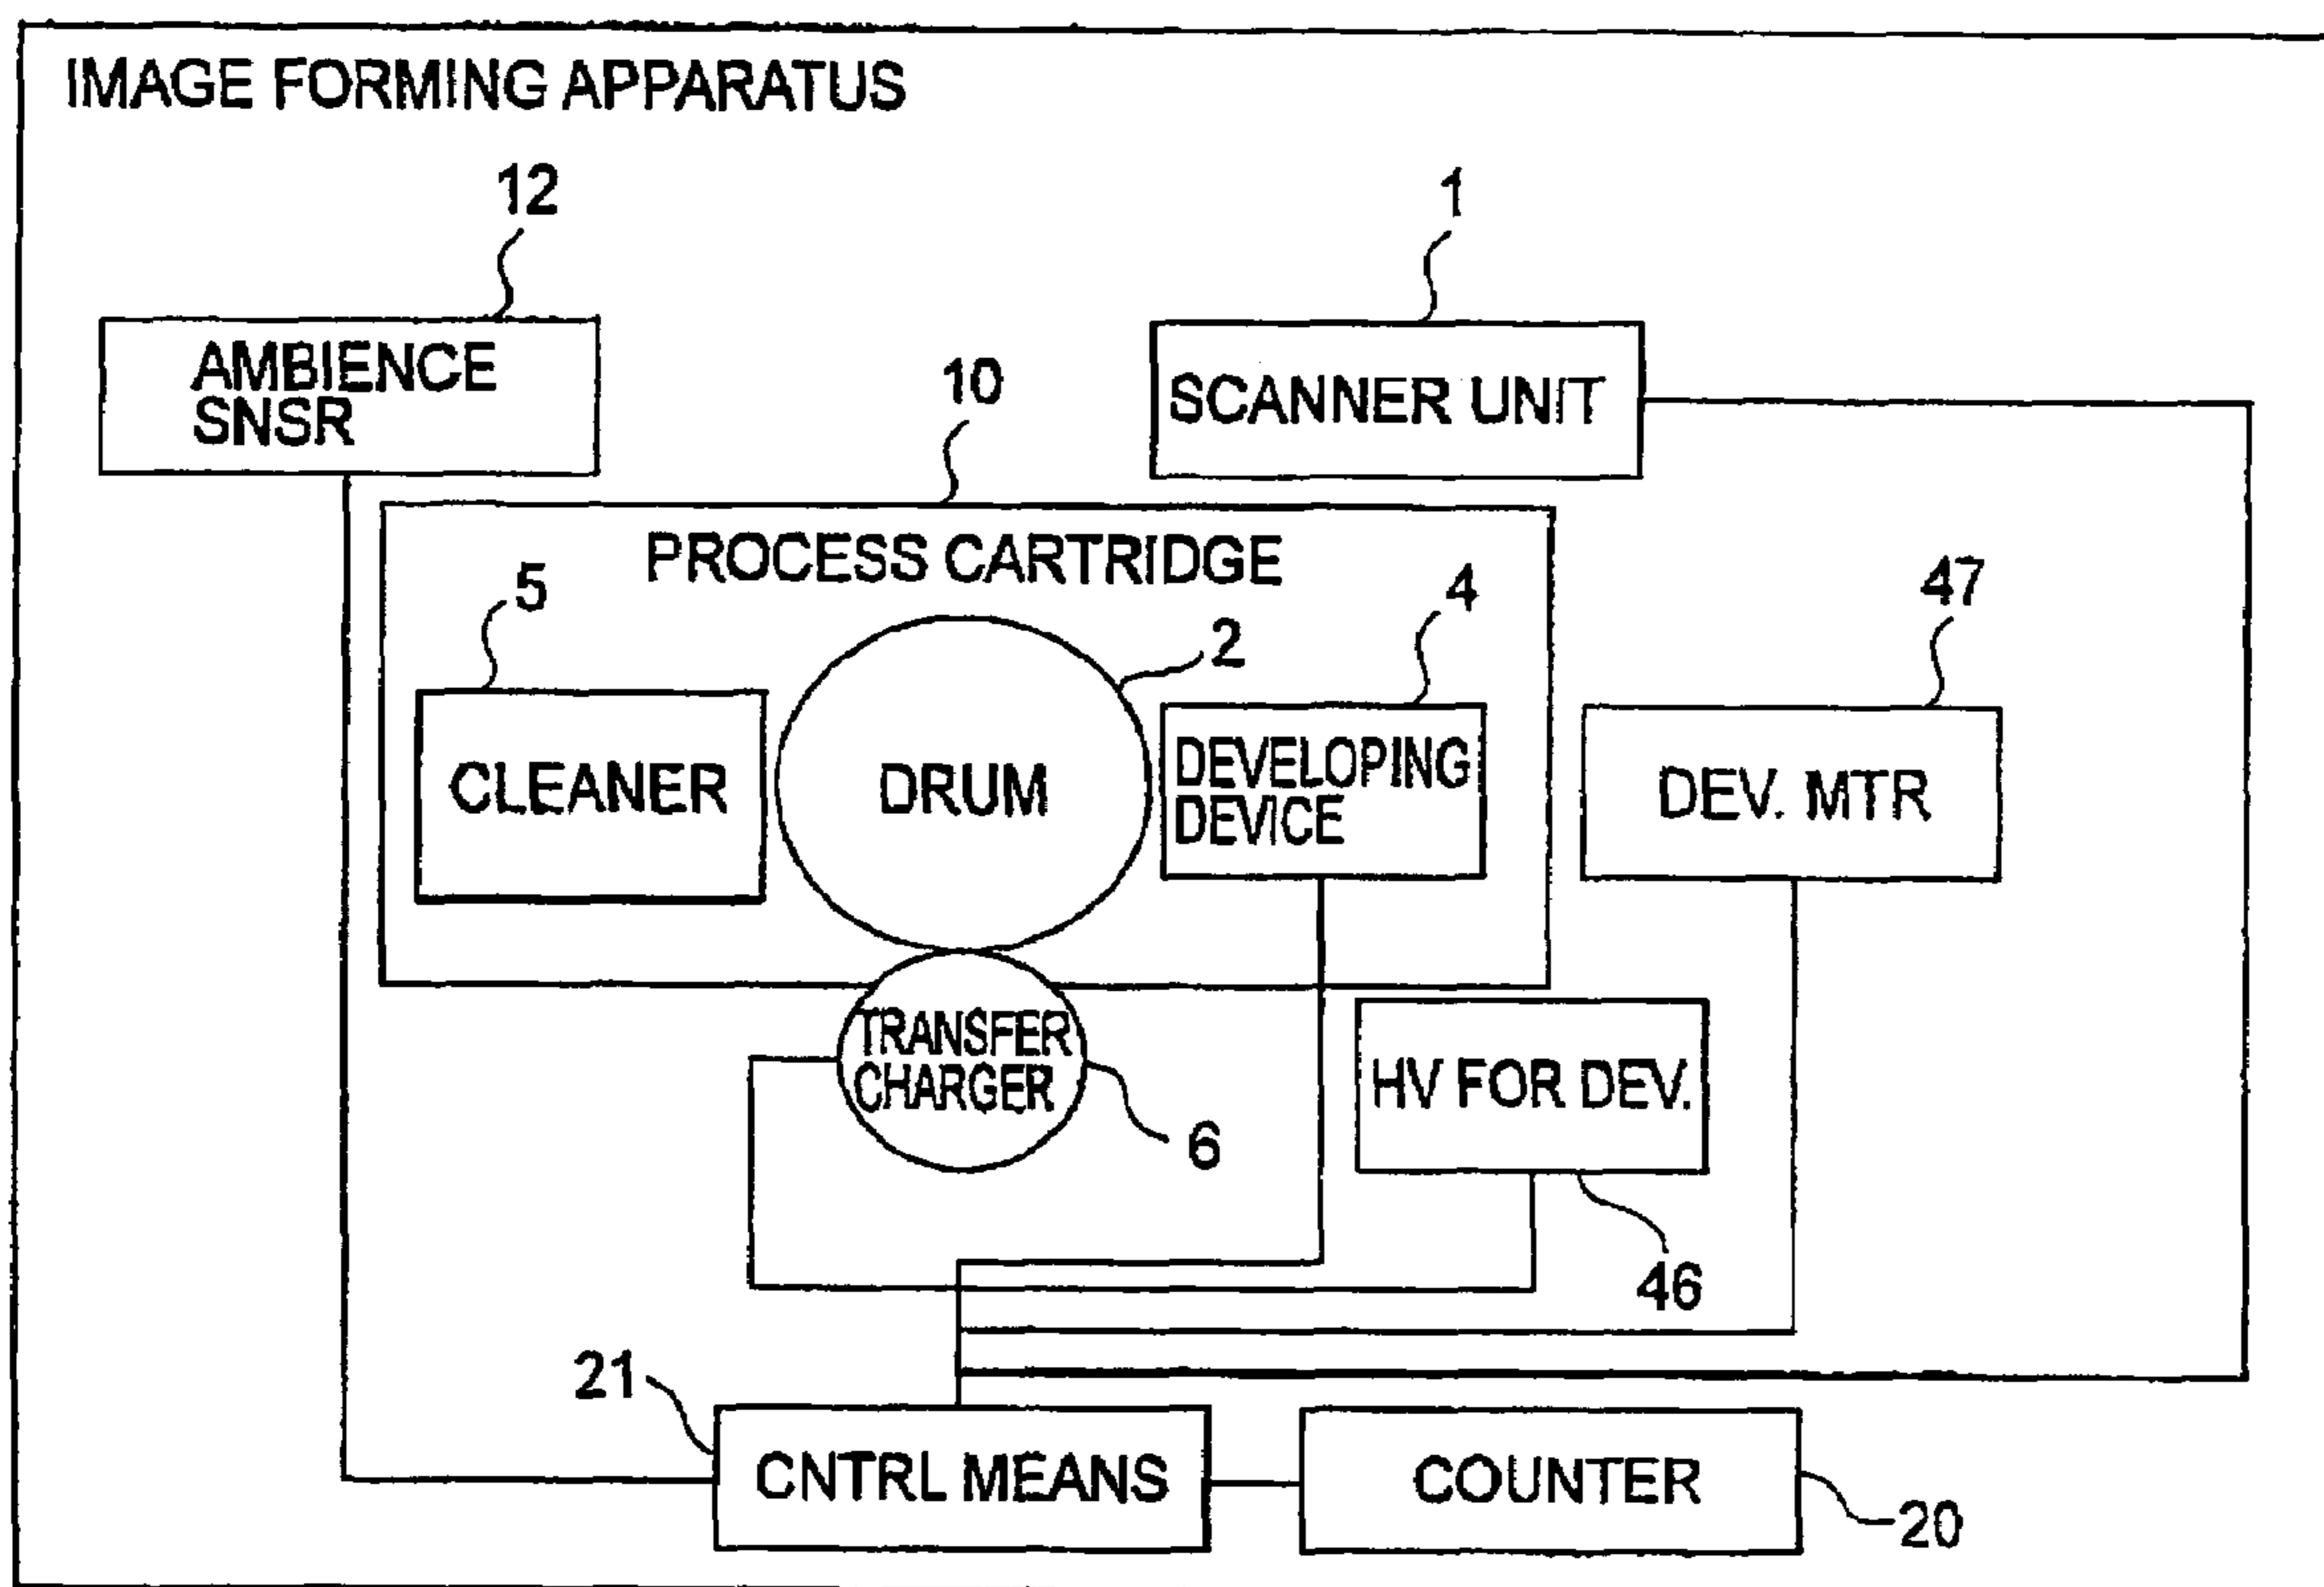 IMAGE FORMING APPARATUS
12
1
AMBIENCE
SNSR
10
SCANNER UNIT
PROCESS CARTRIDGE
5
2
4
47
CLEANER
DRUM
DEVELOPING
DEVICE
DEV. MTR
TRANSFER
CHARGER
6
HV FOR DEV.
46
21
CNTRL MEANS
COUNTER
20